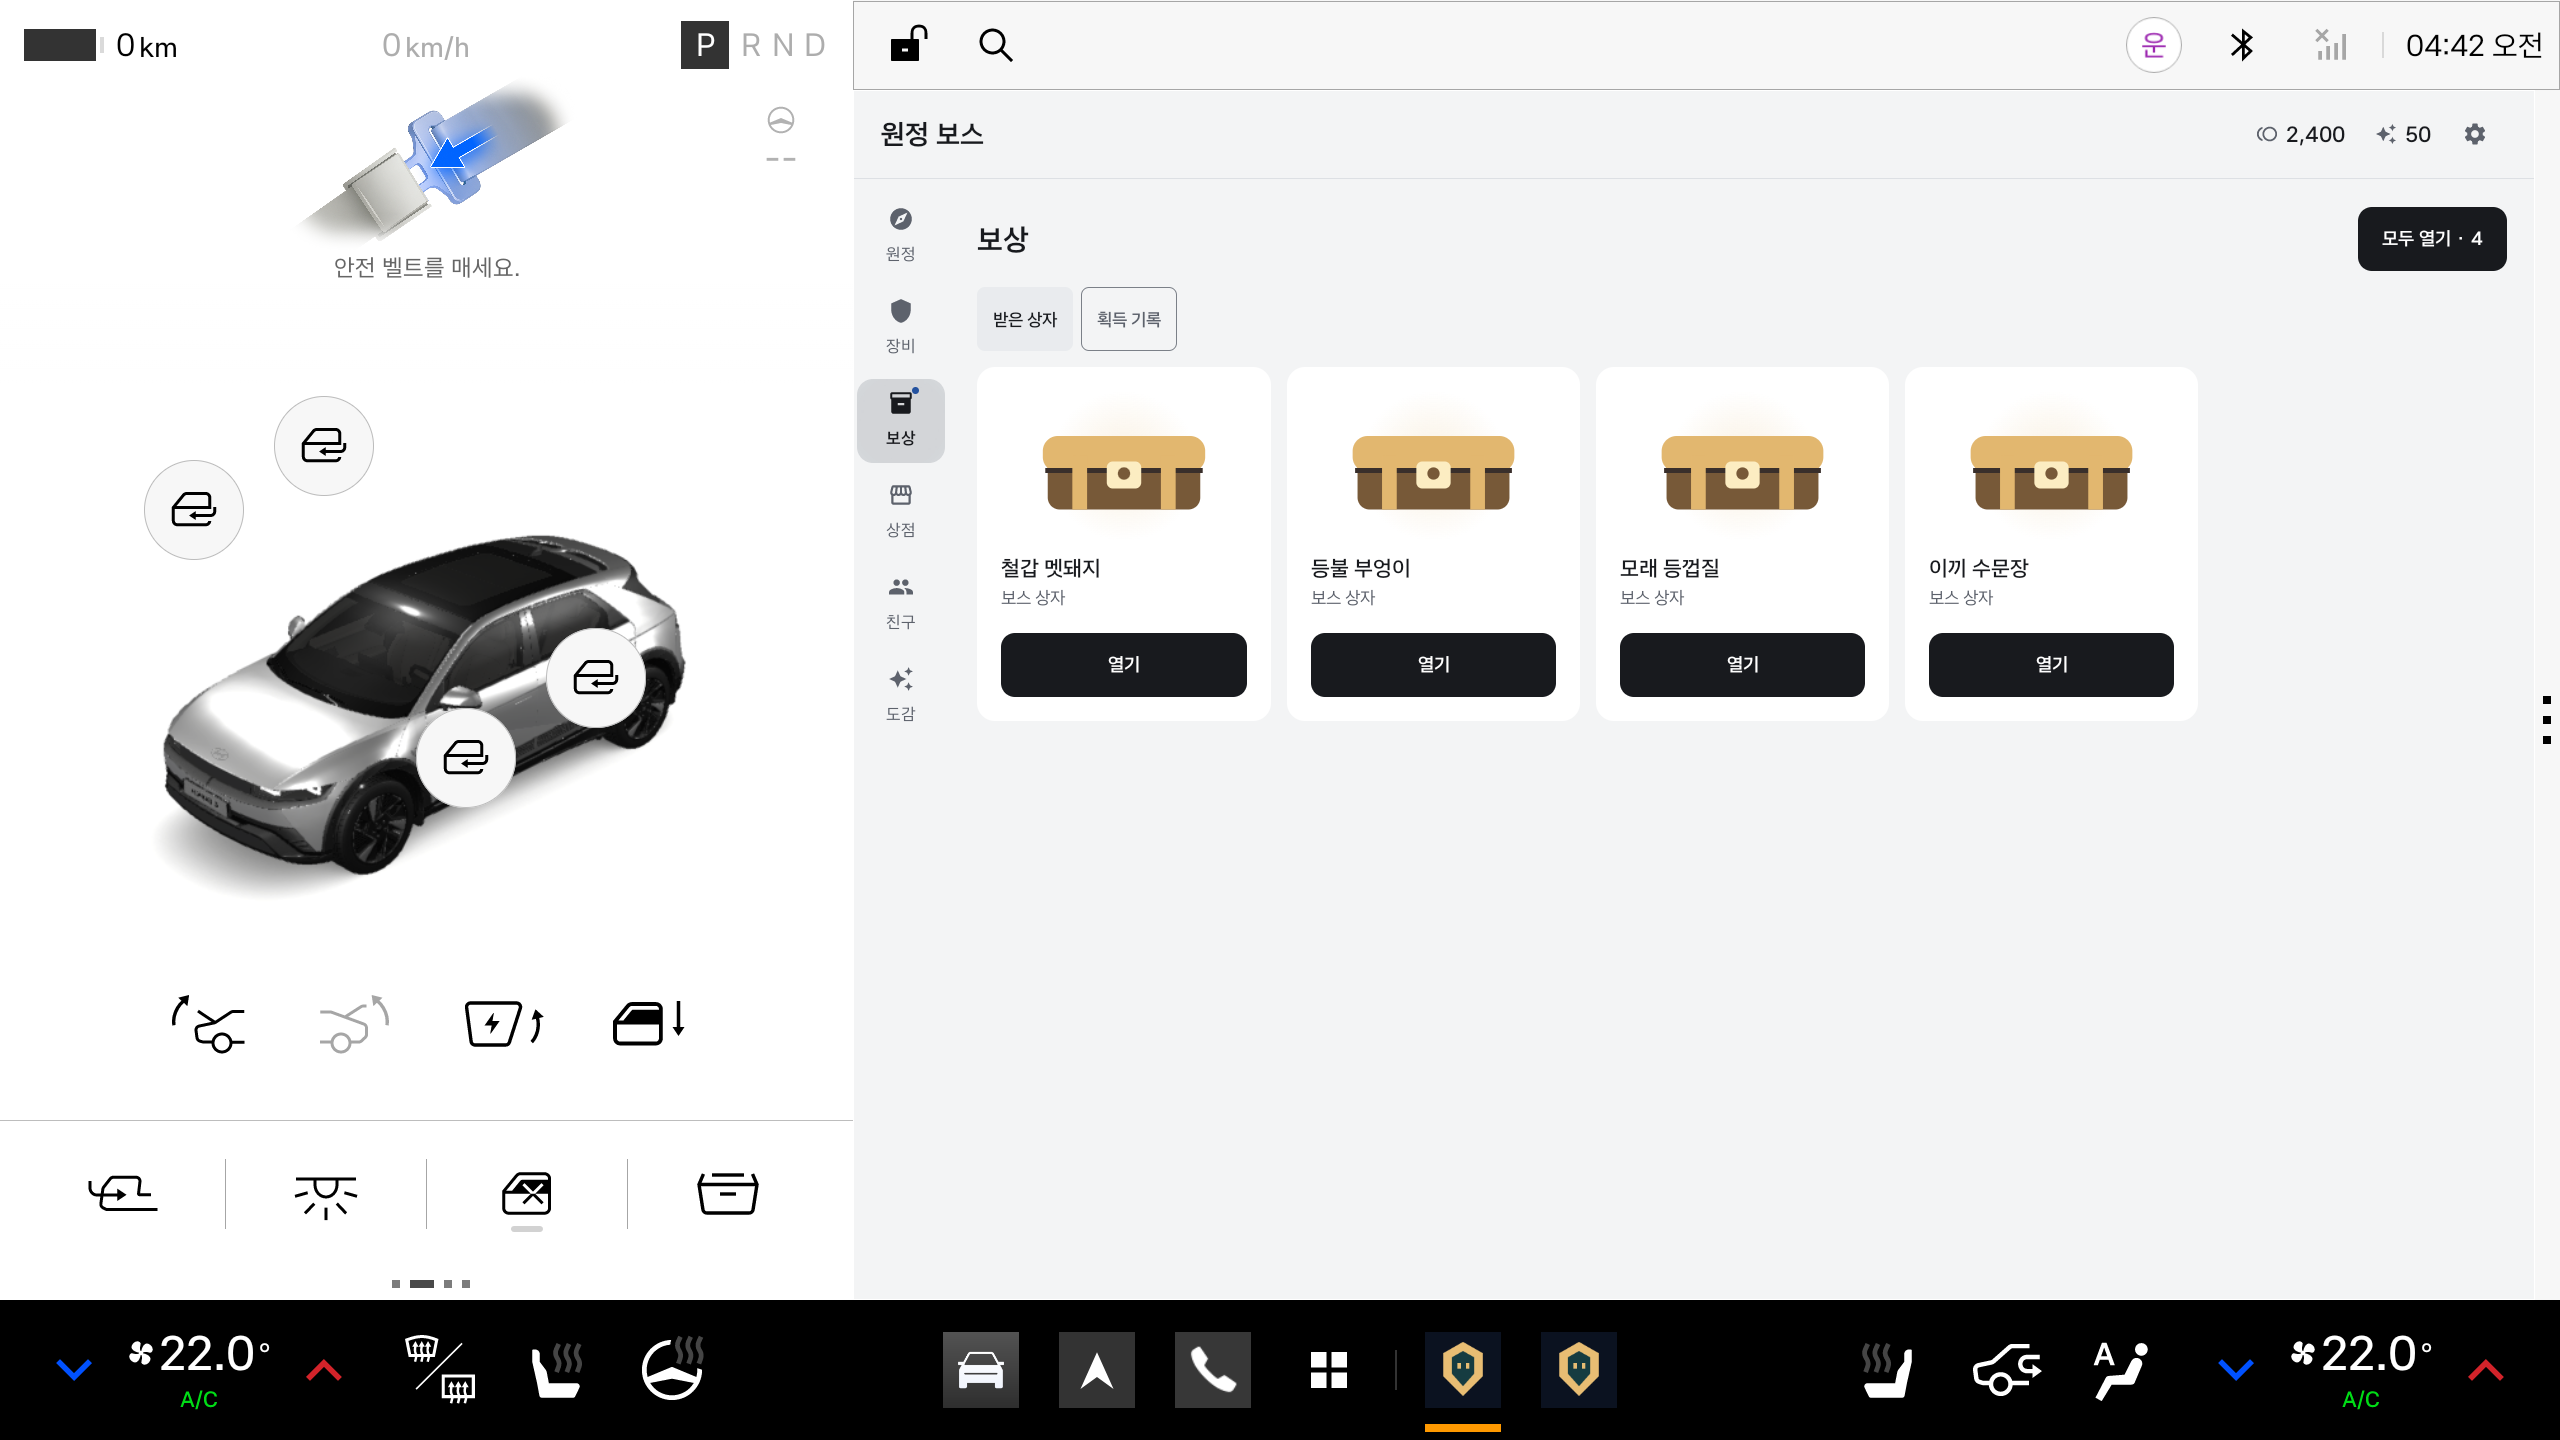 0 km
0 km/h
P R N D
운
04:42 오전
안전 벨트를 매세요.
원정 보스
2,400
50
원정
장비
보상
상점
친구
도감
보상
모두 열기 · 4
받은 상자
획득 기록
철갑 멧돼지
보스 상자
열기
등불 부엉이
보스 상자
열기
모래 등껍질
보스 상자
열기
이끼 수문장
보스 상자
열기
22.0°
A/C
A
22.0°
A/C